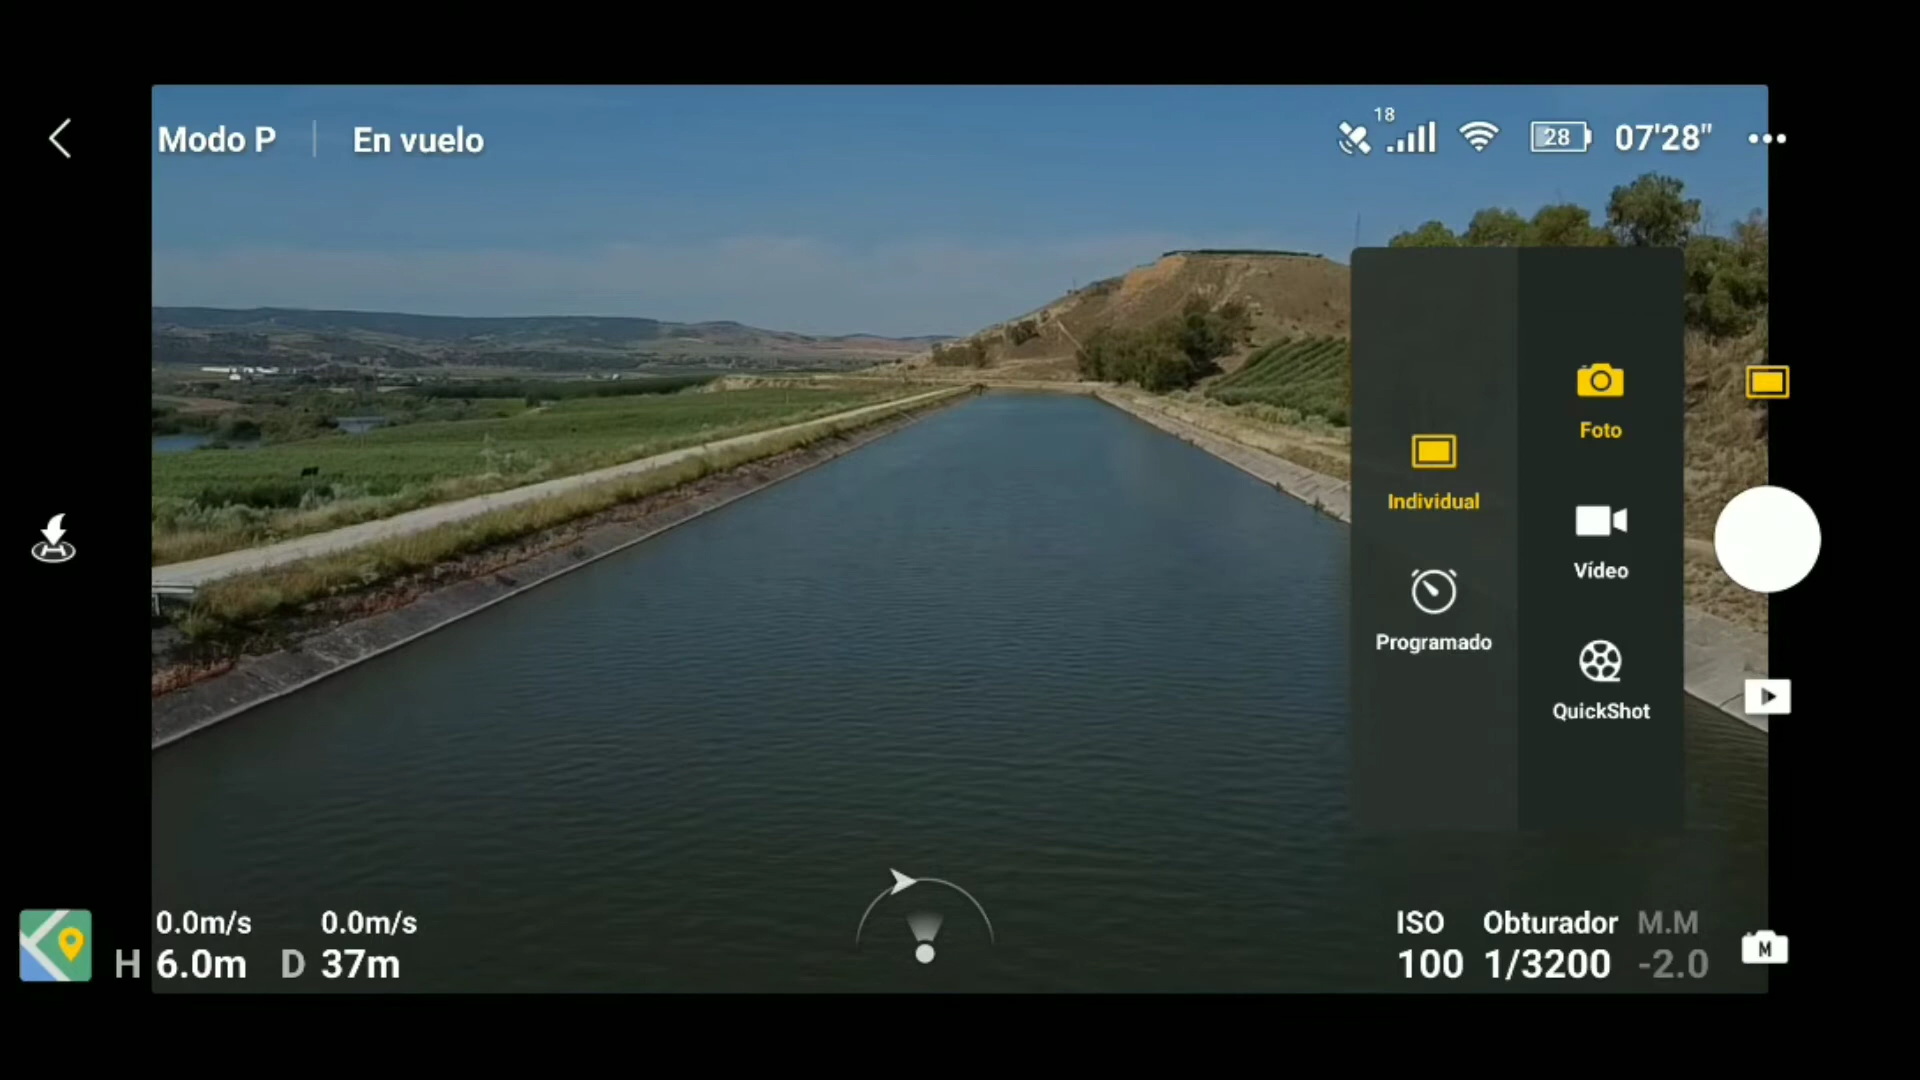 Modo P | En vuelo
18
28
07'28"
Foto
Individual
Vídeo
Programado
QuickShot
0.0m/s 0.0m/s
H 6.0m D 37m
ISO Obturador M.M
100 1/3200 -2.0
M